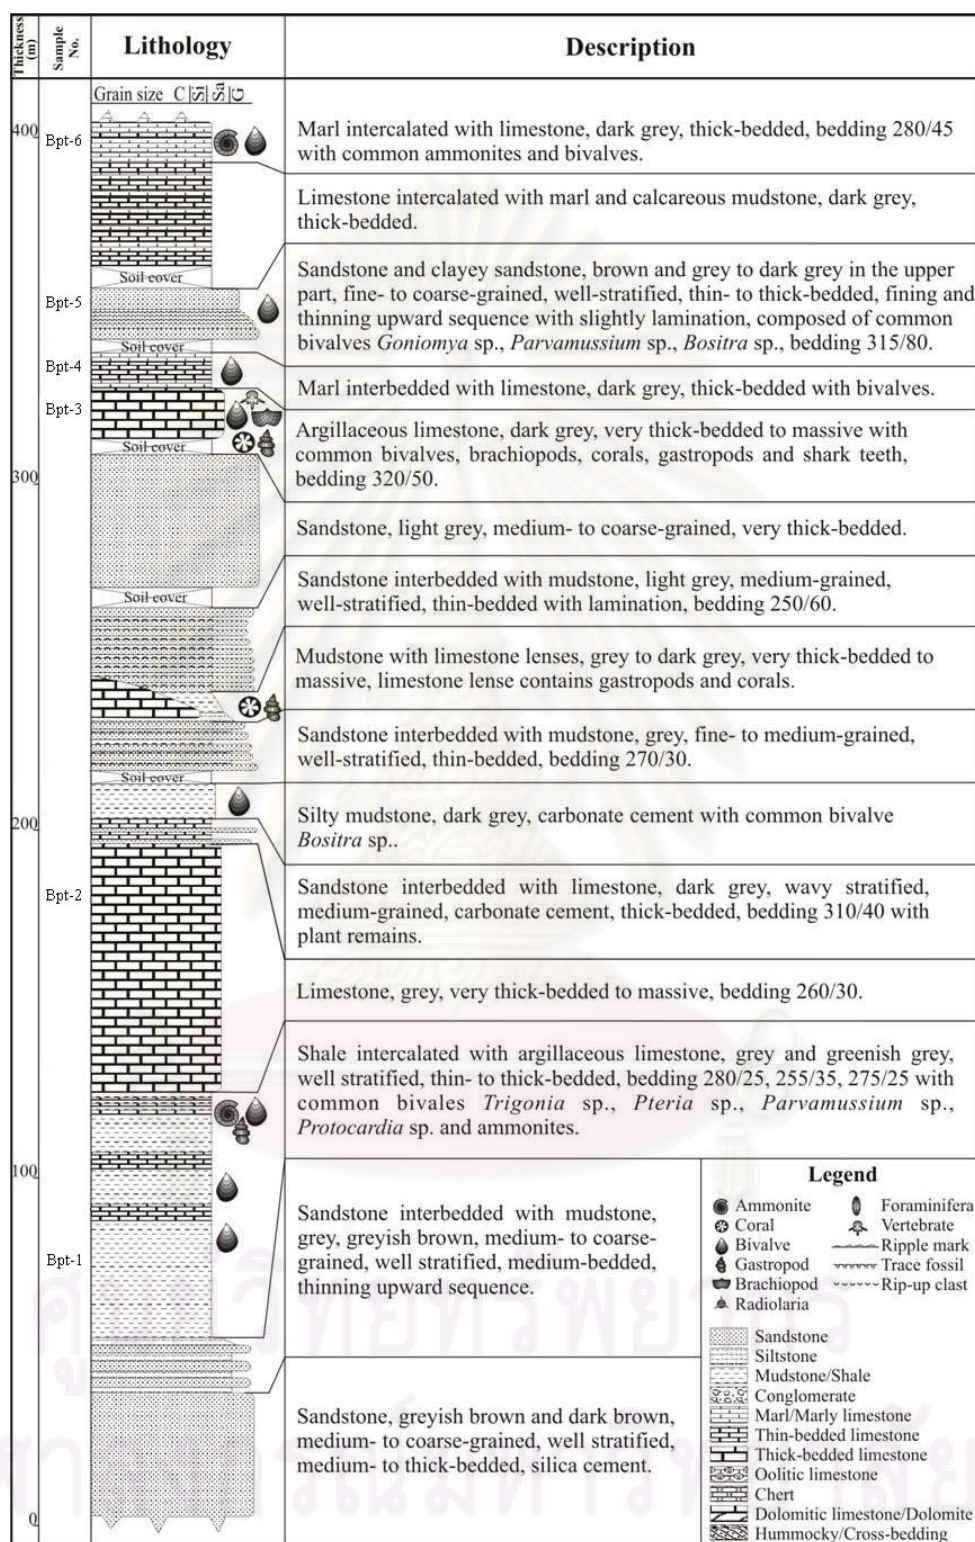 Thickness (m)
Sample No.
Lithology
Description
Grain size C Si Sa G
400
Bpt-6
Marl intercalated with limestone, dark grey, thick-bedded, bedding 280/45
with common ammonites and bivalves.
Limestone intercalated with marl and calcareous mudstone, dark grey,
thick-bedded.
Soil cover
Bpt-5
Sandstone and clayey sandstone, brown and grey to dark grey in the upper
part, fine- to coarse-grained, well-stratified, thin- to thick-bedded, fining and
thinning upward sequence with slightly lamination, composed of common
bivalves Goniomya sp., Parvamussium sp., Bositra sp., bedding 315/80.
Soil cover
Bpt-4
Marl interbedded with limestone, dark grey, thick-bedded with bivalves.
Bpt-3
Argillaceous limestone, dark grey, very thick-bedded to massive with
common bivalves, brachiopods, corals, gastropods and shark teeth,
bedding 320/50.
Soil cover
300
Sandstone, light grey, medium- to coarse-grained, very thick-bedded.
Soil cover
Sandstone interbedded with mudstone, light grey, medium-grained,
well-stratified, thin-bedded with lamination, bedding 250/60.
Mudstone with limestone lenses, grey to dark grey, very thick-bedded to
massive, limestone lense contains gastropods and corals.
Sandstone interbedded with mudstone, grey, fine- to medium-grained,
well-stratified, thin-bedded, bedding 270/30.
Soil cover
200
Silty mudstone, dark grey, carbonate cement with common bivalve
Bositra sp..
Bpt-2
Sandstone interbedded with limestone, dark grey, wavy stratified,
medium-grained, carbonate cement, thick-bedded, bedding 310/40 with
plant remains.
Limestone, grey, very thick-bedded to massive, bedding 260/30.
Shale intercalated with argillaceous limestone, grey and greenish grey,
well stratified, thin- to thick-bedded, bedding 280/25, 255/35, 275/25 with
common bivales Trigonia sp., Pteria sp., Parvamussium sp.,
Protocardia sp. and ammonites.
100
Bpt-1
Sandstone interbedded with mudstone,
grey, greyish brown, medium- to coarse-
grained, well stratified, medium-bedded,
thinning upward sequence.
Sandstone, greyish brown and dark brown,
medium- to coarse-grained, well stratified,
medium- to thick-bedded, silica cement.
0
Legend
Ammonite
Foraminifera
Coral
Vertebrate
Bivalve
Ripple mark
Gastropod
Trace fossil
Brachiopod
Rip-up clast
Radiolaria
Sandstone
Siltstone
Mudstone/Shale
Conglomerate
Marl/Marly limestone
Thin-bedded limestone
Thick-bedded limestone
Oolitic limestone
Chert
Dolomitic limestone/Dolomite
Hummocky/Cross-bedding
ศูนย์วิทยทรัพยากร